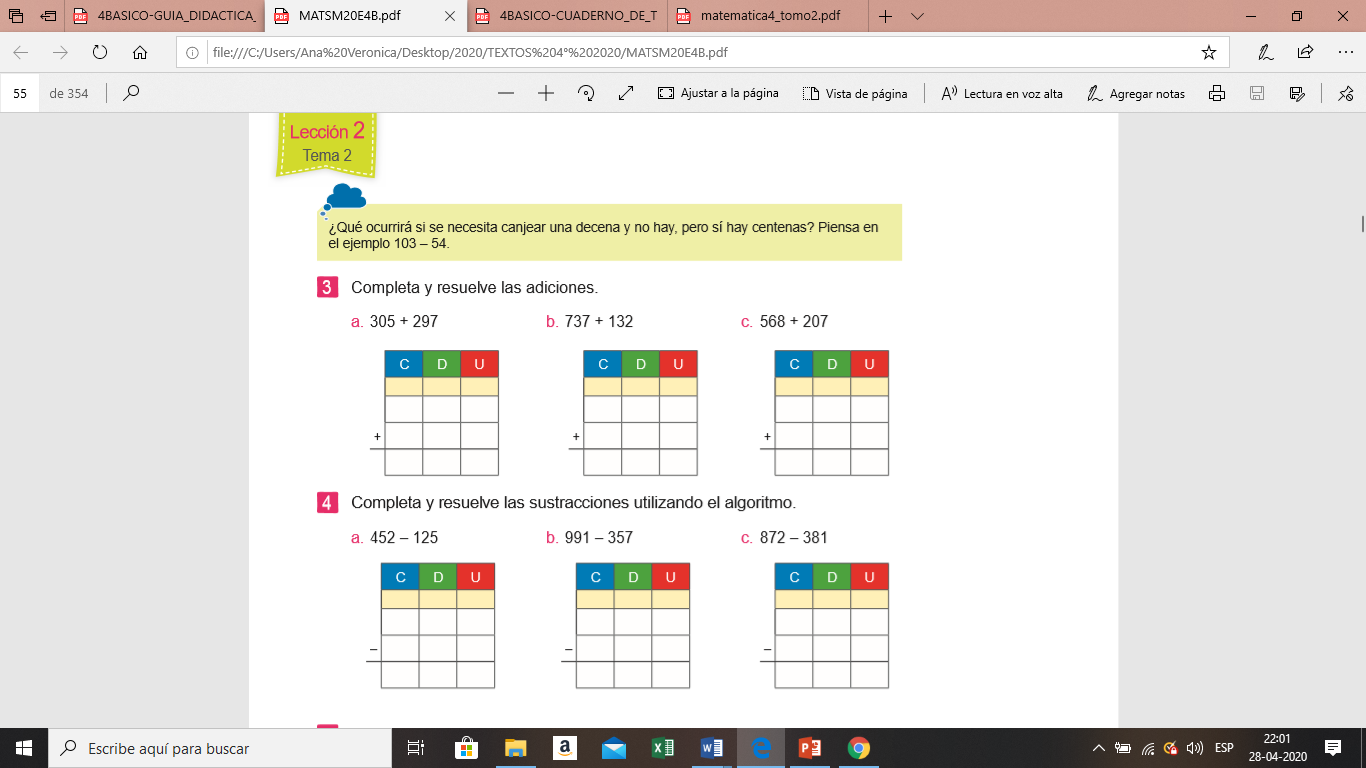 4BASICO-GUIA_DIDACTICA_
MATSM20E4B.pdf
4BASICO-CUADERNO_DE_T
matematica4_tomo2.pdf
file:///C:/Users/Ana%20Veronica/Desktop/2020/TEXTOS%204º%202020/MATSM20E4B.pdf
55 de 354
Ajustar a la página
Vista de página
Lectura en voz alta
Agregar notas
Lección 2
Tema 2
¿Qué ocurrirá si se necesita canjear una decena y no hay, pero sí hay centenas? Piensa en
el ejemplo 103 – 54.
3 Completa y resuelve las adiciones.
a. 305 + 297 b. 737 + 132 c. 568 + 207
C D U C D U C D U
+ + +
4 Completa y resuelve las sustracciones utilizando el algoritmo.
a. 452 – 125 b. 991 – 357 c. 872 – 381
C D U C D U C D U
– – –
Escribe aquí para buscar
ESP
22:01
28-04-2020